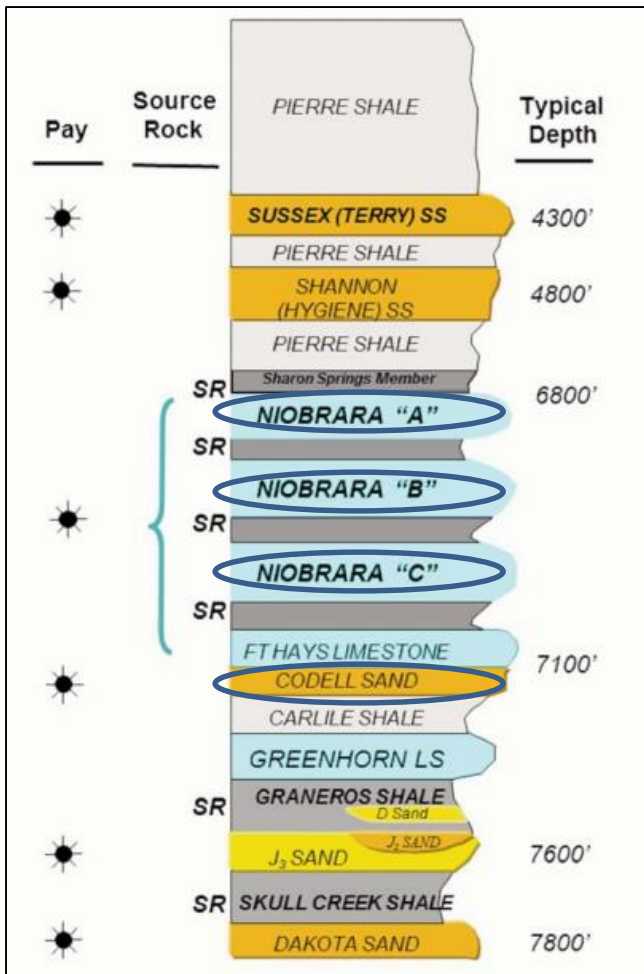 Pay
Source
Rock
Typical
Depth
PIERRE SHALE
SUSSEX (TERRY) SS
4300’
PIERRE SHALE
SHANNON
(HYGIENE) SS
4800’
PIERRE SHALE
Sharon Springs Member
SR
6800’
NIOBRARA “A”
SR
NIOBRARA “B”
SR
NIOBRARA “C”
SR
FT HAYS LIMESTONE
7100’
CODELL SAND
CARLILE SHALE
GREENHORN LS
GRANEROS SHALE
SR
D Sand
J₂ SAND
J₃ SAND
7600’
SR
SKULL CREEK SHALE
DAKOTA SAND
7800’